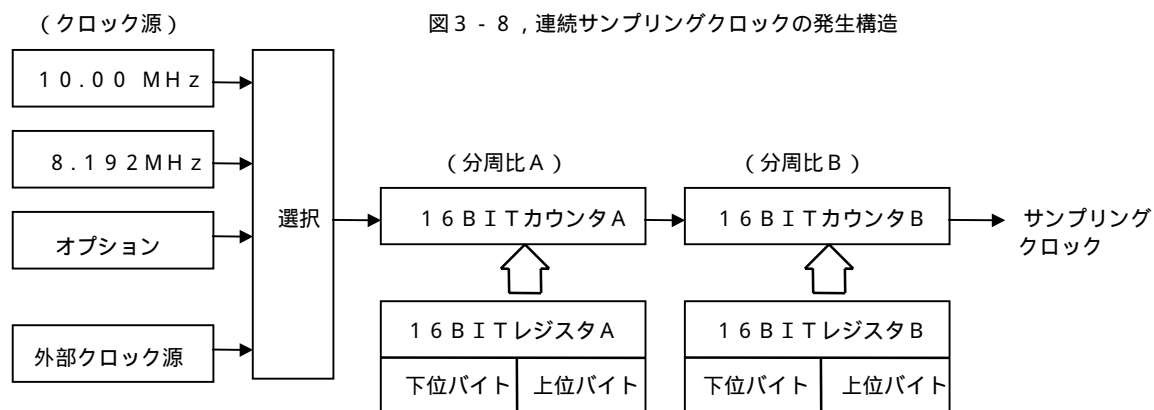 (クロック源) 図3-8,連続サンプリングクロックの発生構造
10.00 MHz
8.192MHz
(分周比A) (分周比B)
選択 16BITカウンタA 16BITカウンタB サンプリング
クロック
オプション
16BITレジスタA 16BITレジスタB
外部クロック源
下位バイト 上位バイト 下位バイト 上位バイト